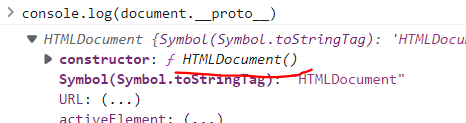 console.log(document.__proto__)
HTMLDocument {Symbol(Symbol.toStringTag): 'HTMLDocu
constructor: ƒ HTMLDocument()
Symbol(Symbol.toStringTag): "HTMLDocument"
URL: (...)
activeElement: (...)